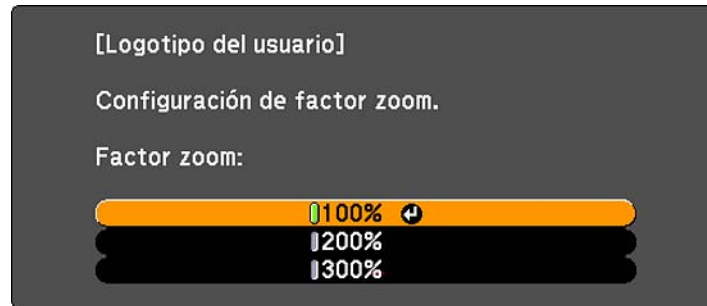 [Logotipo del usuario]
Configuración de factor zoom.
Factor zoom:
100%
200%
300%